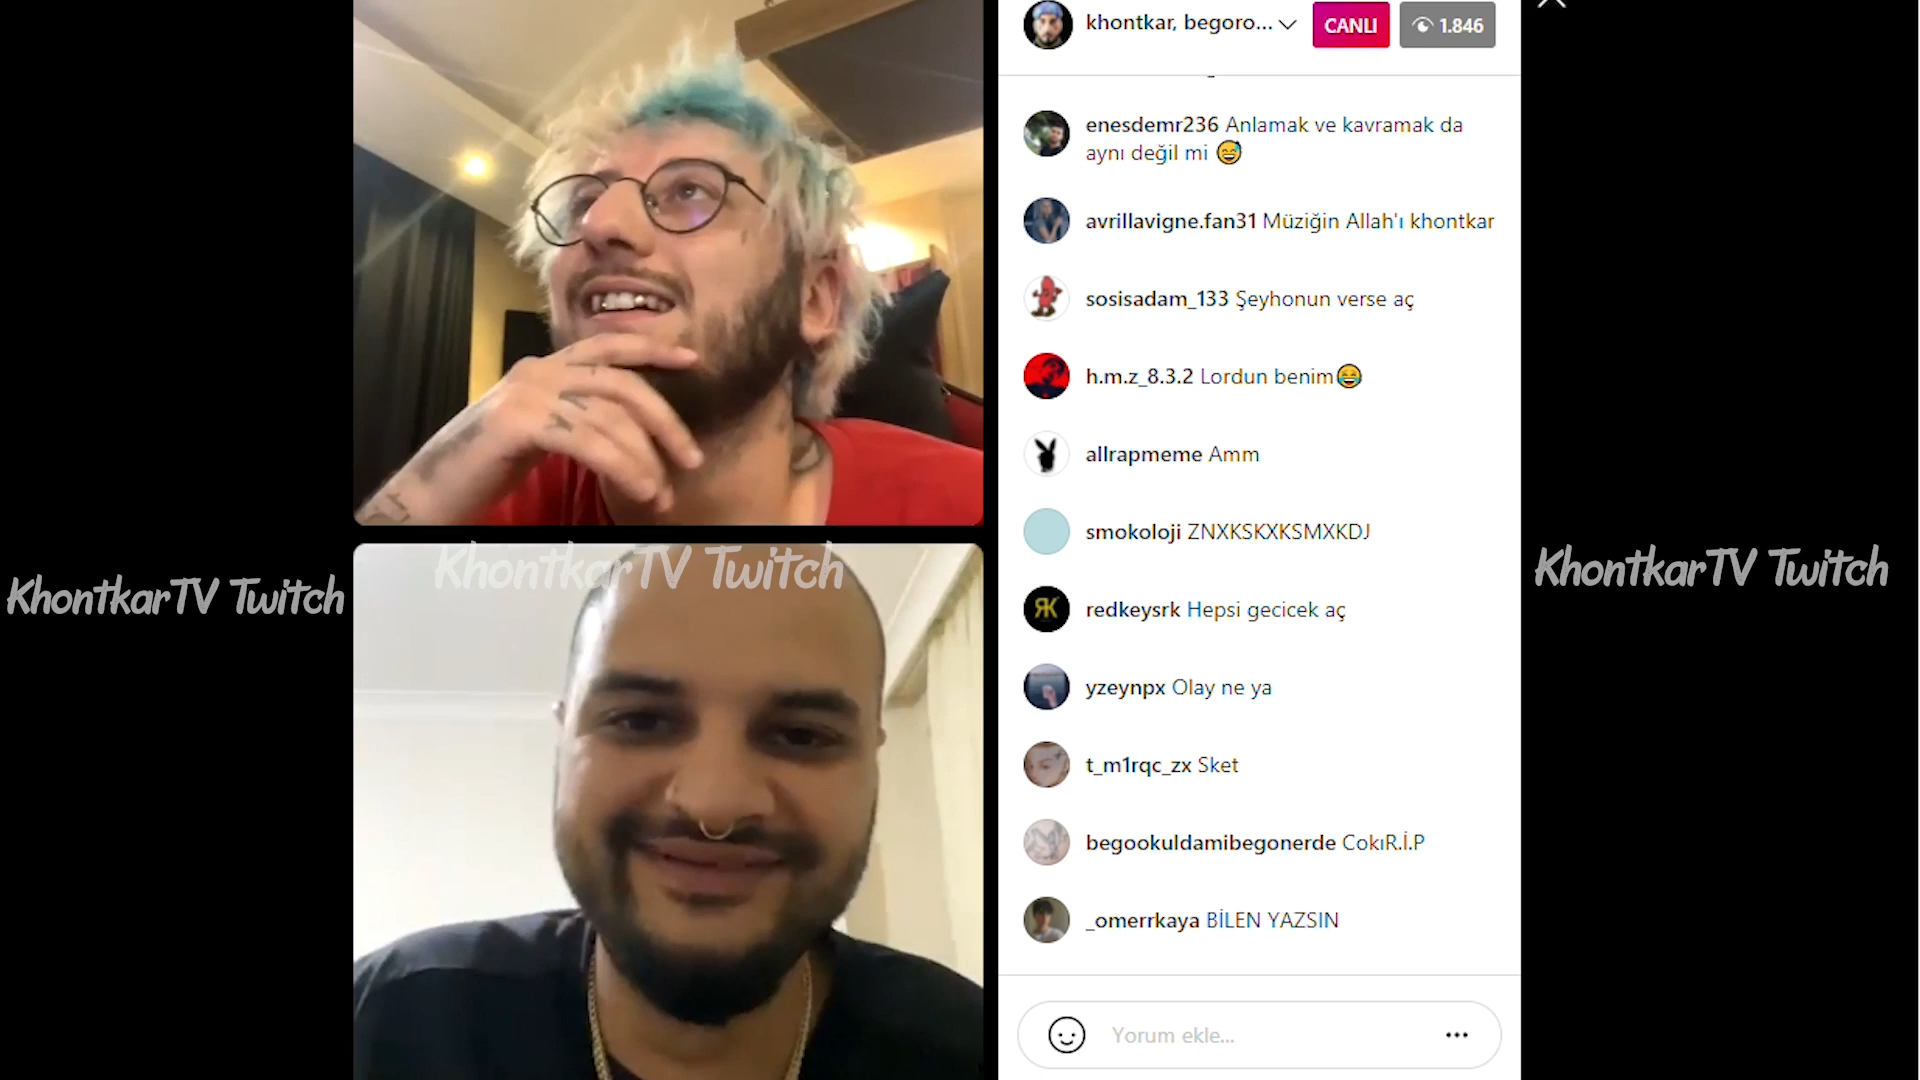 khontkar, begoro...
CANLI
1.846
enesdemr236 Anlamak ve kavramak da
aynı değil mi 😅
avrillavigne.fan31 Müziğin Allah'ı khontkar
sosisadam_133 Şeyhonun verse aç
h.m.z_8.3.2 Lordun benim😂
allrapmeme Amm
smokoloji ZNXKSKXKSMXKDJ
redkeysrk Hepsi gecicek aç
yzeynpx Olay ne ya
t_m1rqc_zx Sket
begookuldamibegonerde CokıR.İ.P
_omerrkaya BİLEN YAZSIN
Yorum ekle...
KhontkarTV Twitch
KhontkarTV Twitch
KhontkarTV Twitch